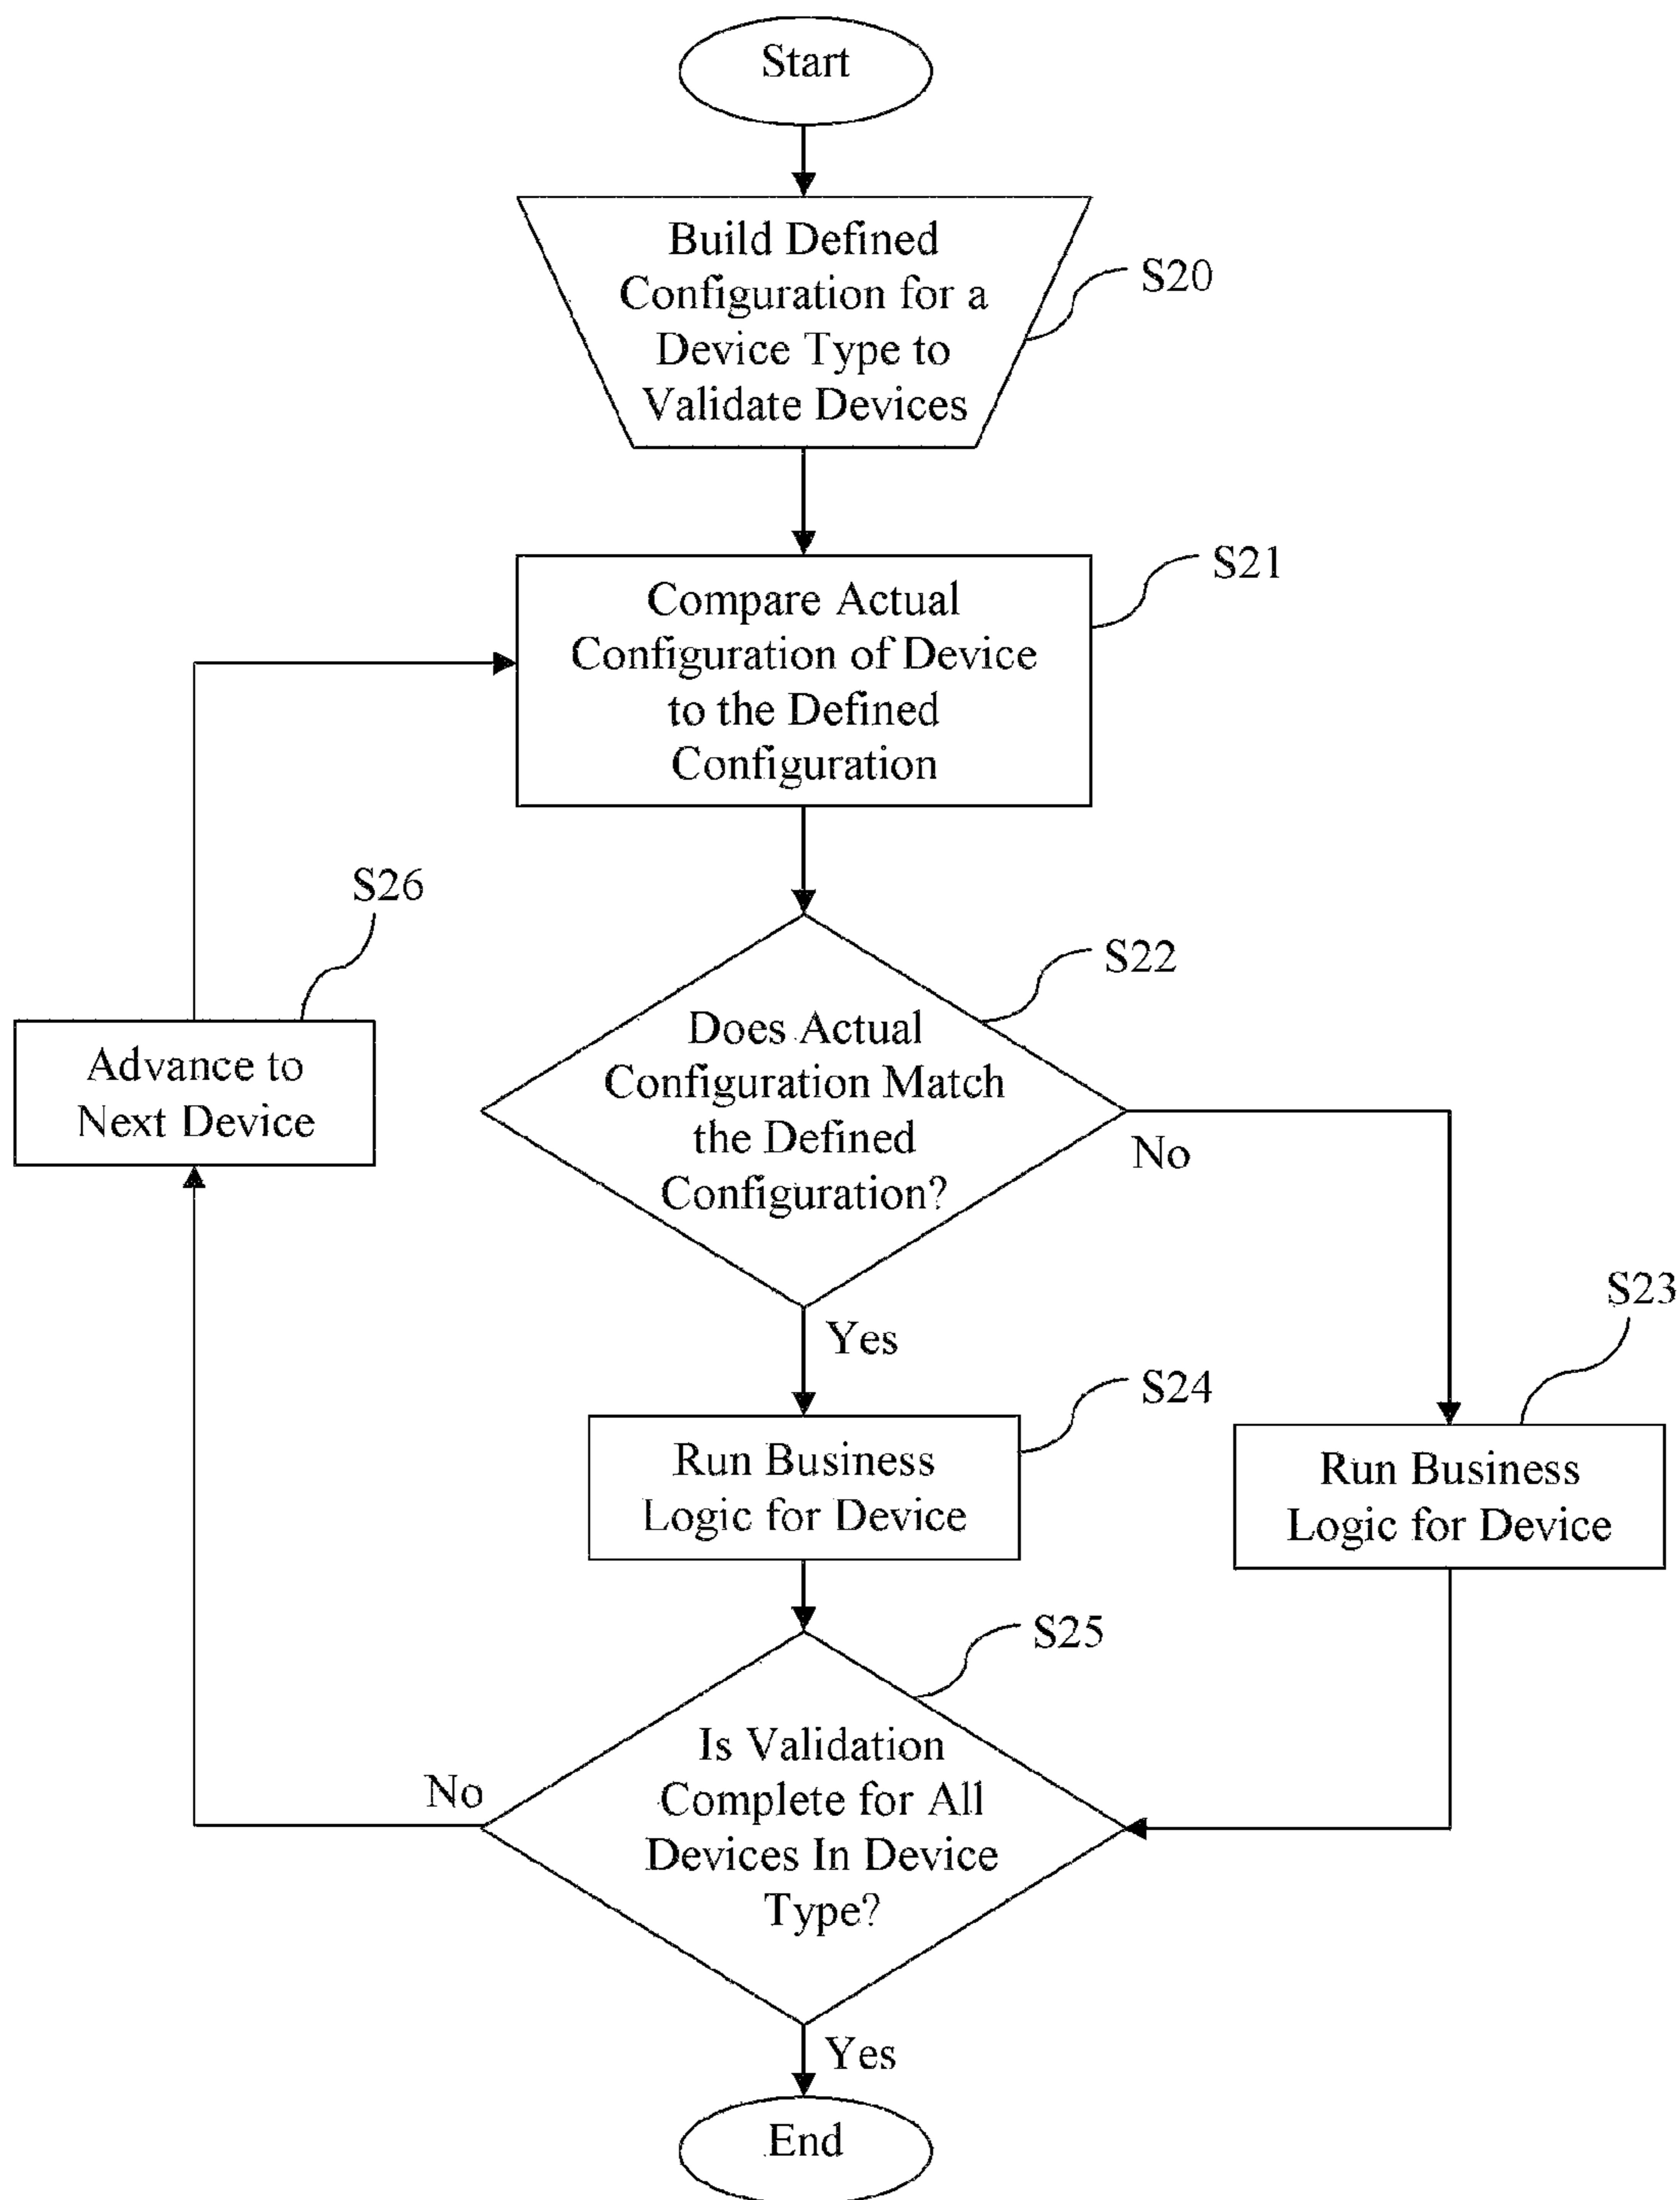 Start
Build Defined
Configuration for a
Device Type to
Validate Devices
S20
Compare Actual
Configuration of Device
to the Defined
Configuration
S21
S26
Advance to
Next Device
S22
Does Actual
Configuration Match
the Defined
Configuration?
No
Yes
S23
S24
Run Business
Logic for Device
Run Business
Logic for Device
S25
Is Validation
Complete for All
Devices In Device
Type?
No
Yes
End